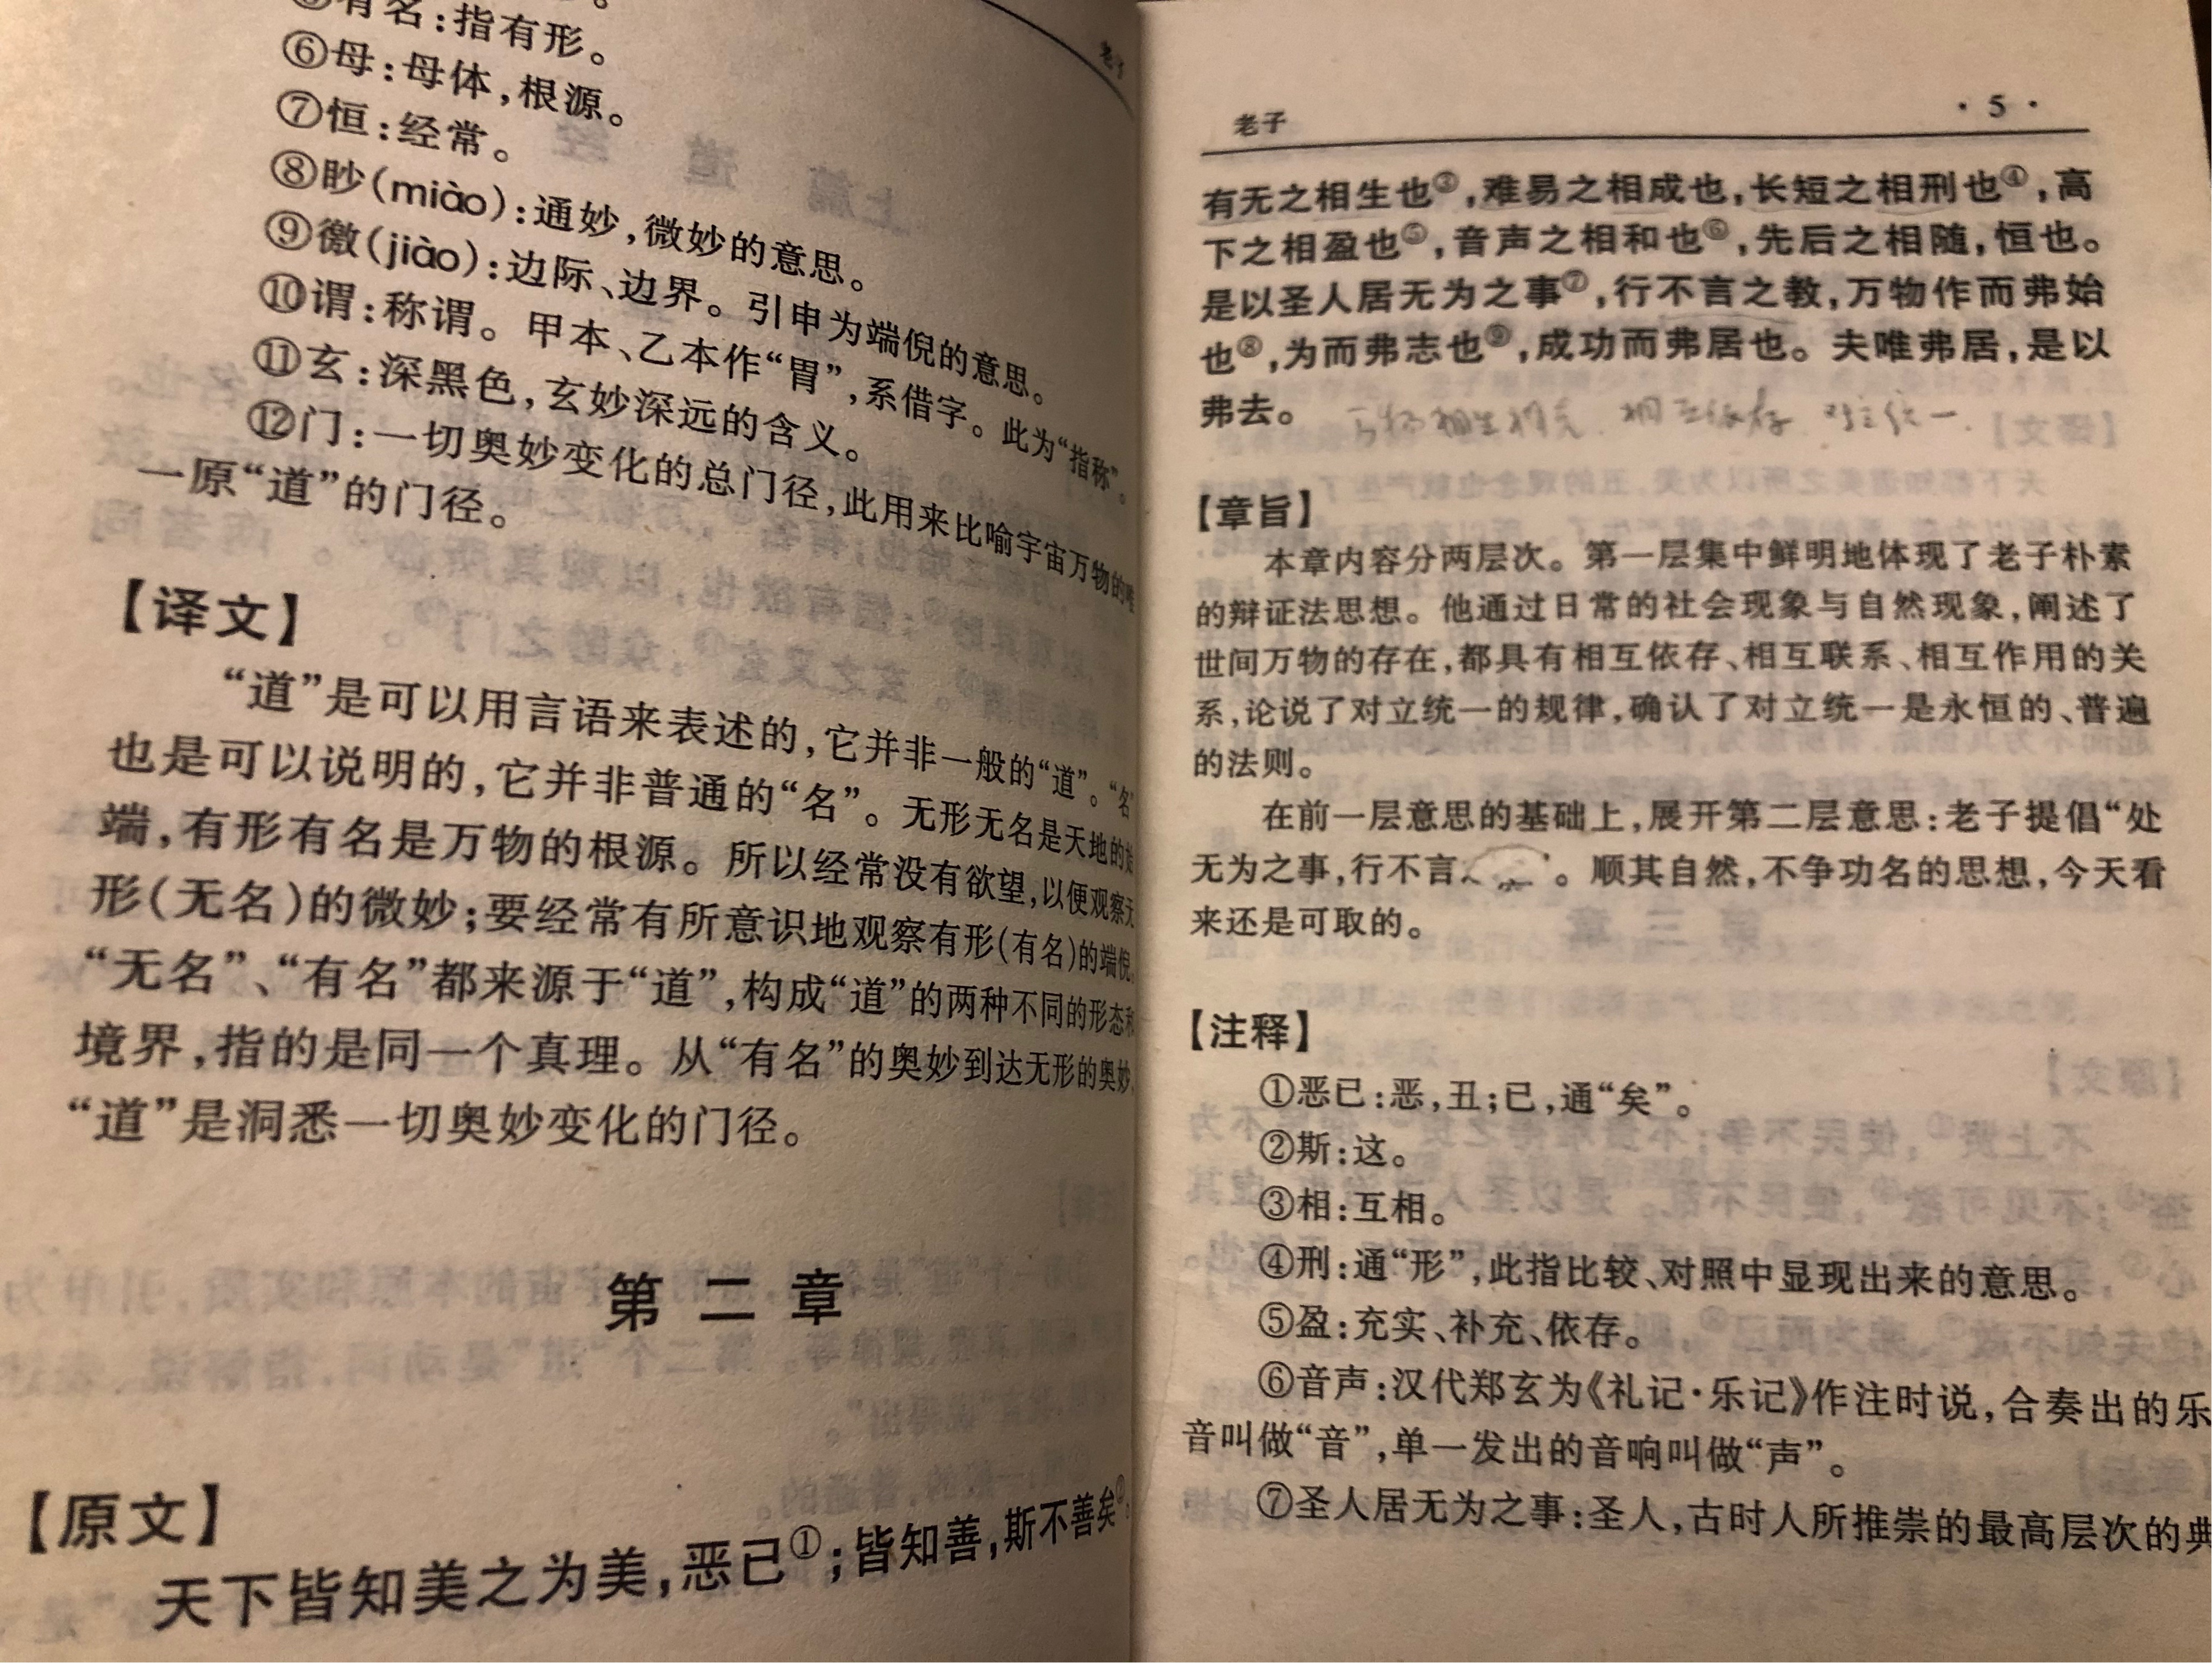 有名:指有形。
⑥母:母体,根源。
⑦恒:经常。
⑧眇(miào):通妙,微妙的意思。
⑨徼(jiào):边际、边界。引申为端倪的意思。
⑩谓:称谓。甲本、乙本作“胃”,系借字。此为“指称”。
⑪玄:深黑色,玄妙深远的含义。
⑫门:一切奥妙变化的总门径,此用来比喻宇宙万物的唯
一原“道”的门径。
【译文】
“道”是可以用言语来表述的,它并非一般的“道”。“名”
也是可以说明的,它并非普通的“名”。无形无名是天地的始
端,有形有名是万物的根源。所以经常没有欲望,以便观察无
形(无名)的微妙;要经常有所意识地观察有形(有名)的端倪。
“无名”、“有名”都来源于“道”,构成“道”的两种不同的形态和
境界,指的是同一个真理。从“有名”的奥妙到达无形的奥妙,
“道”是洞悉一切奥妙变化的门径。
第二章
【原文】
天下皆知美之为美,恶已①;皆知善,斯不善矣②。
老子
老子 ·5·
有无之相生也③,难易之相成也,长短之相刑也④,高
下之相盈也⑤,音声之相和也⑥,先后之相随,恒也。
是以圣人居无为之事⑦,行不言之教,万物作而弗始
也⑧,为而弗志也⑨,成功而弗居也。夫唯弗居,是以
弗去。 万物相生相克.相互依存 对立统一.
【章旨】
本章内容分两层次。第一层集中鲜明地体现了老子朴素
的辩证法思想。他通过日常的社会现象与自然现象,阐述了
世间万物的存在,都具有相互依存、相互联系、相互作用的关
系,论说了对立统一的规律,确认了对立统一是永恒的、普遍
的法则。
在前一层意思的基础上,展开第二层意思:老子提倡“处
无为之事,行不言 。顺其自然,不争功名的思想,今天看
来还是可取的。
【注释】
①恶已:恶,丑;已,通“矣”。
②斯:这。
③相:互相。
④刑:通“形”,此指比较、对照中显现出来的意思。
⑤盈:充实、补充、依存。
⑥音声:汉代郑玄为《礼记·乐记》作注时说,合奏出的乐
音叫做“音”,单一发出的音响叫做“声”。
⑦圣人居无为之事:圣人,古时人所推崇的最高层次的典